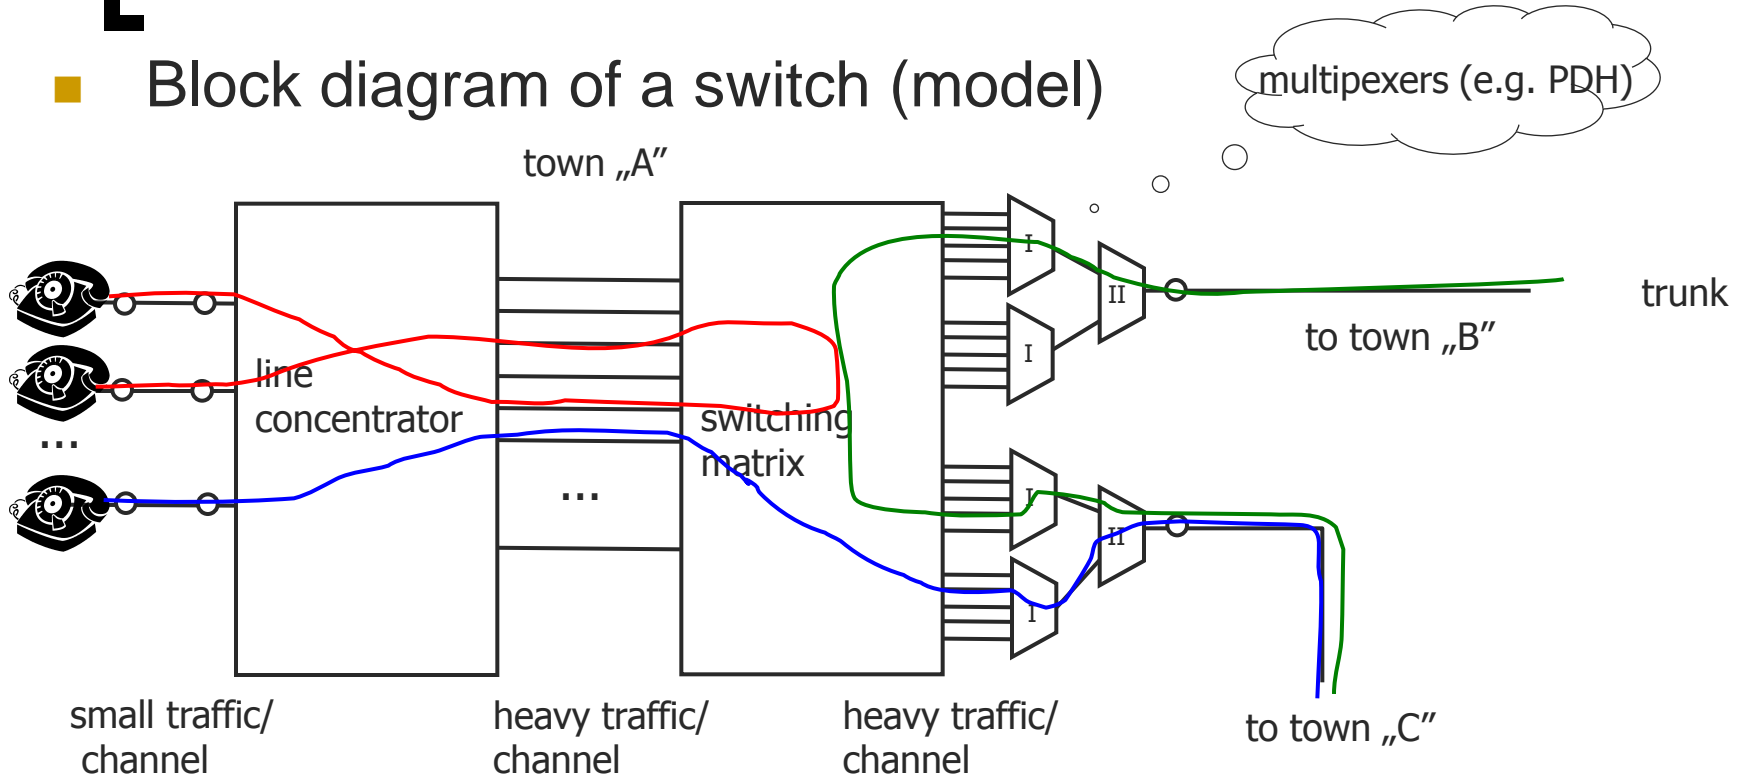 Block diagram of a switch (model)
multipexers (e.g. PDH)
town „A”
I
II
I
trunk
to town „B”
line
concentrator
switching
matrix
...
...
I
II
I
small traffic/
channel
heavy traffic/
channel
heavy traffic/
channel
to town „C”